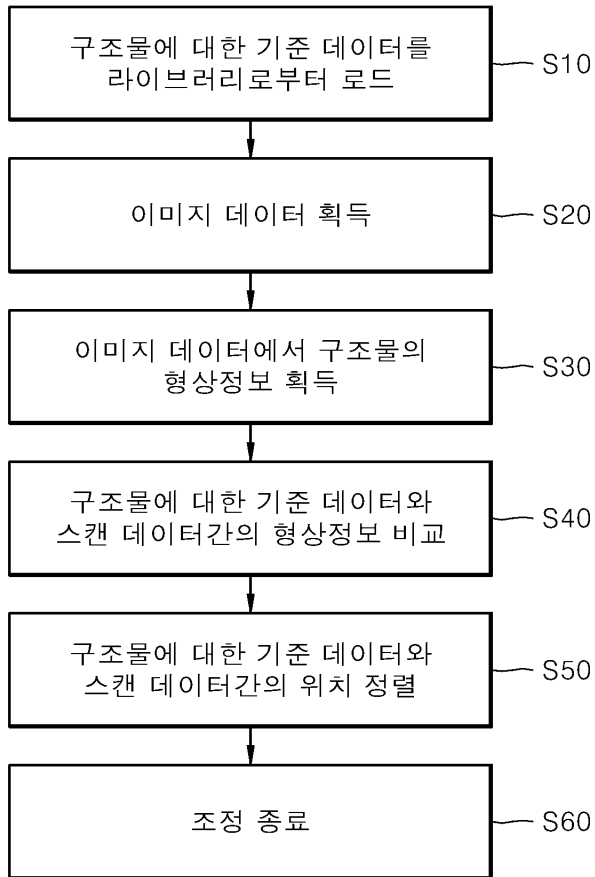 구조물에 대한 기준 데이터를
라이브러리로부터 로드
S10
이미지 데이터 획득
S20
이미지 데이터에서 구조물의
형상정보 획득
S30
구조물에 대한 기준 데이터와
스캔 데이터간의 형상정보 비교
S40
구조물에 대한 기준 데이터와
스캔 데이터간의 위치 정렬
S50
조정 종료
S60